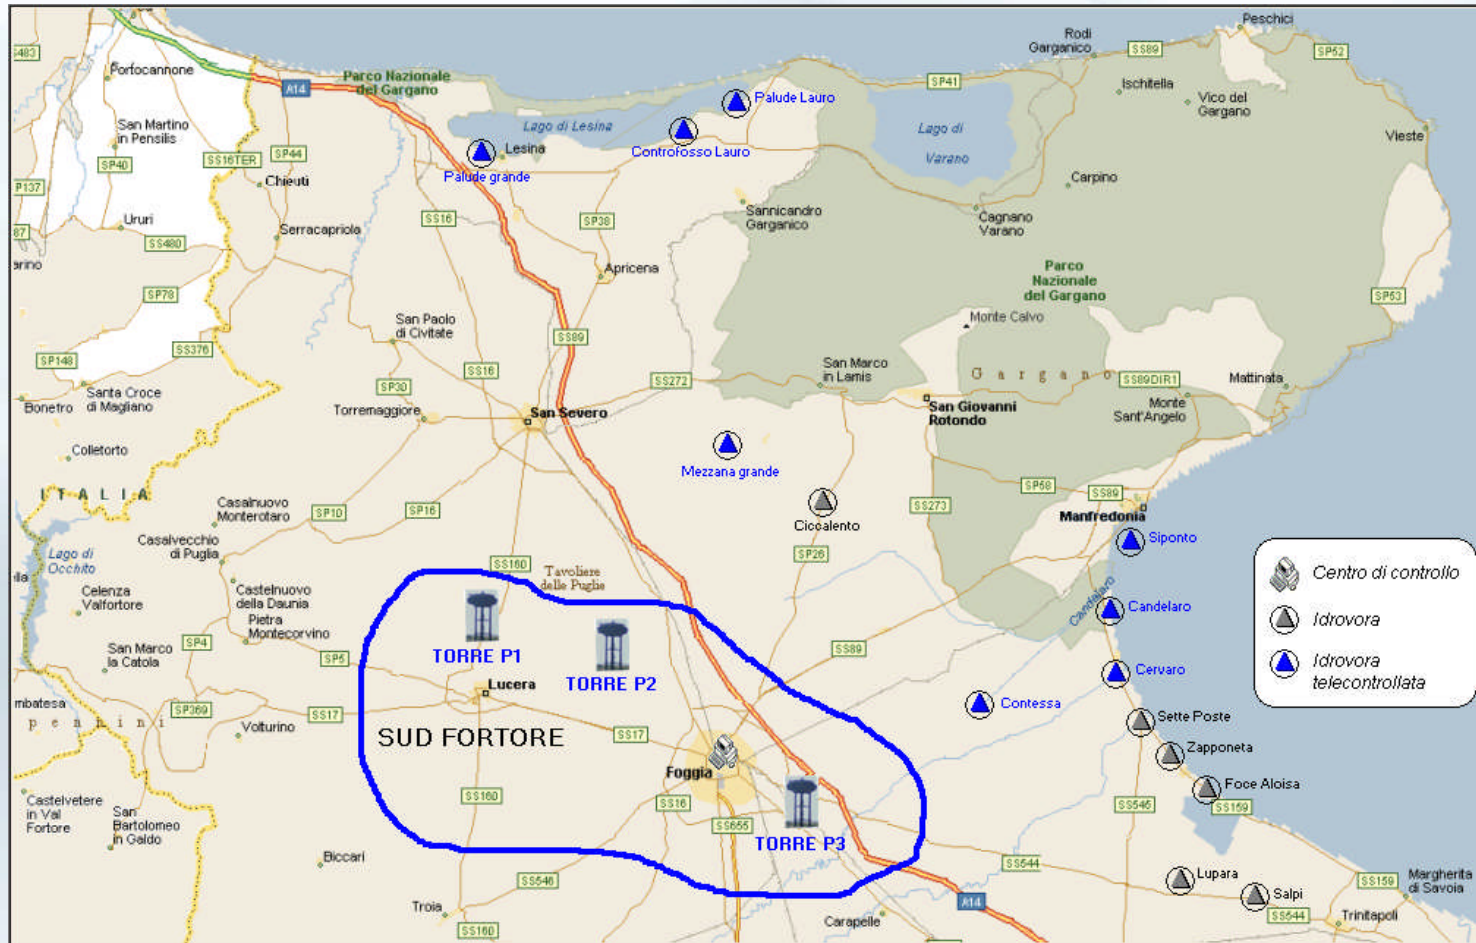 Peschici
Rodi
Garganico
SS89
SP52
Portocannone
Parco Nazionale
del Gargano
A14
SP41
Ischitella
Vico del
Gargano
Palude Lauro
San Martino
in Pensilis
Lago di Lesina
Lago di
Varano
Vieste
SS16TER
SP44
SP40
Lesina
Controfosso Lauro
Palude grande
Chieuti
Carpino
SP137
Ururi
SS480
Serracapriola
SS16
SP38
Sannicandro
Garganico
Cagnano
Varano
Apricena
Parco
Nazionale
del Gargano
SP78
SP53
San Paolo
di Civitate
Monte Calvo
SS89
SS376
SP148
SS16
San Marco
in Lamis
Gargano
SS89DIR1
Mattinata
Santa Croce
di Magliano
Bonefro
SP30
SS272
Torremaggiore
San Severo
San Giovanni
Rotondo
Monte
Sant'Angelo
Colletorto
Mezzana grande
ITALIA
SP58
SS89
Casalnuovo
Monterotaro
SP10
SP16
Ciccalento
SS273
Manfredonia
Casalvecchio
di Puglia
Siponto
Lago di
Occhito
SS160
Tavoliere
delle Puglie
SP26
Centro di controllo
Celenza
Valfortore
Castelnuovo
della Daunia
Candelaro
Candelaro
Idrovora
Pietra
Montecorvino
San Marco
la Catola
SP4
SP5
TORRE P1
TORRE P2
SS89
Cervaro
Idrovora
telecontrollata
Lucera
mbatesa
pennini
SP369
SS17
Volturino
Contessa
Sette Poste
SUD FORTORE
SS17
Zapponeta
Foggia
Foce Aloisa
Castelvetere
in Val
Fortore
San
Bartolomeo
in Galdo
SS160
SS16
SS655
SS545
SS159
TORRE P3
Biccari
SS546
SS544
Lupara
SS159
Margherita
di Savoia
Troia
SS160
Carapelle
A14
Salpi
SS544
Trinitapoli